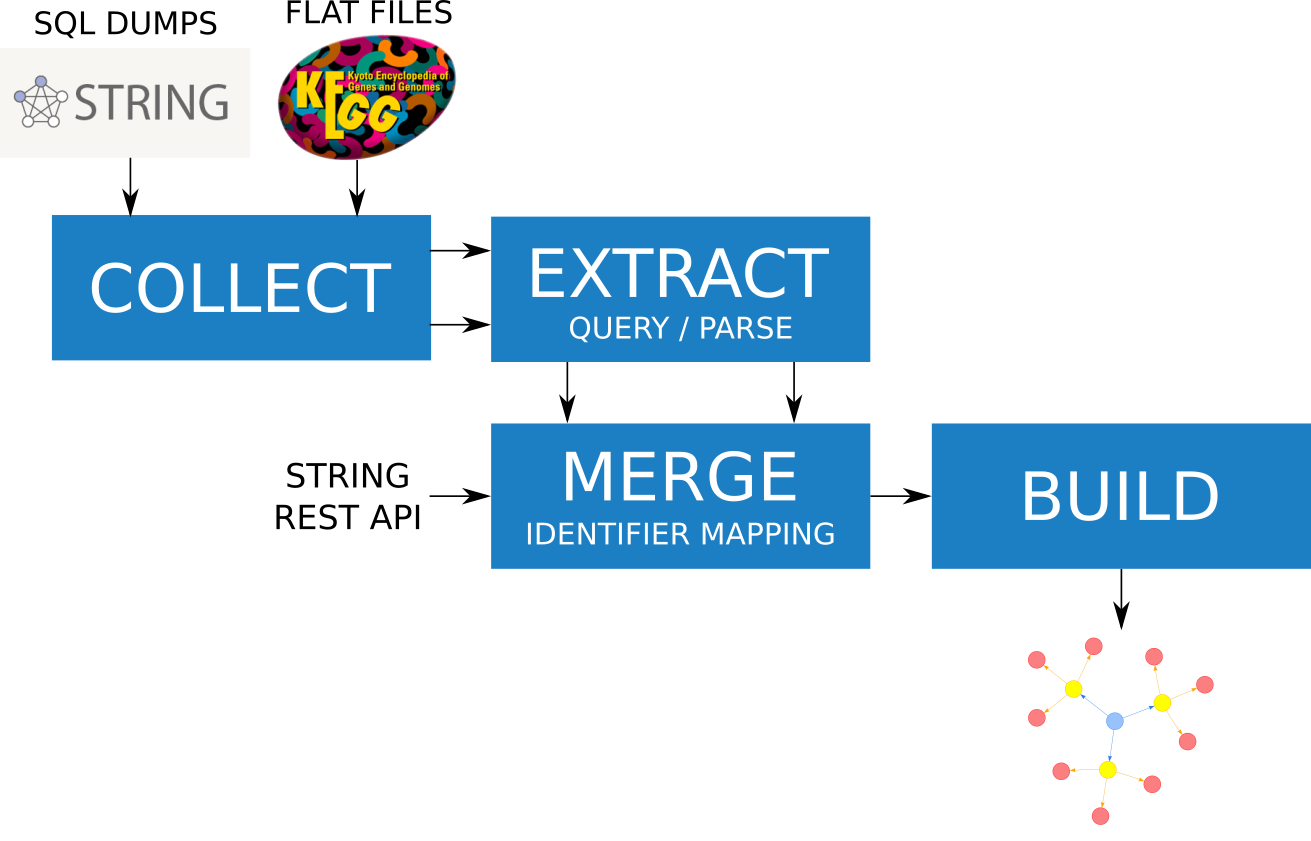 SQL DUMPS
FLAT FILES
STRING
Kyoto Encyclopedia of
Genes and Genomes
KEGG
COLLECT
EXTRACT
QUERY / PARSE
STRING
REST API
MERGE
IDENTIFIER MAPPING
BUILD